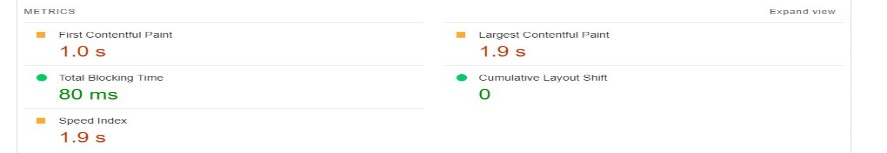 METRICS
Expand view
First Contentful Paint
1.0 s
Largest Contentful Paint
1.9 s
Total Blocking Time
80 ms
Cumulative Layout Shift
0
Speed Index
1.9 s